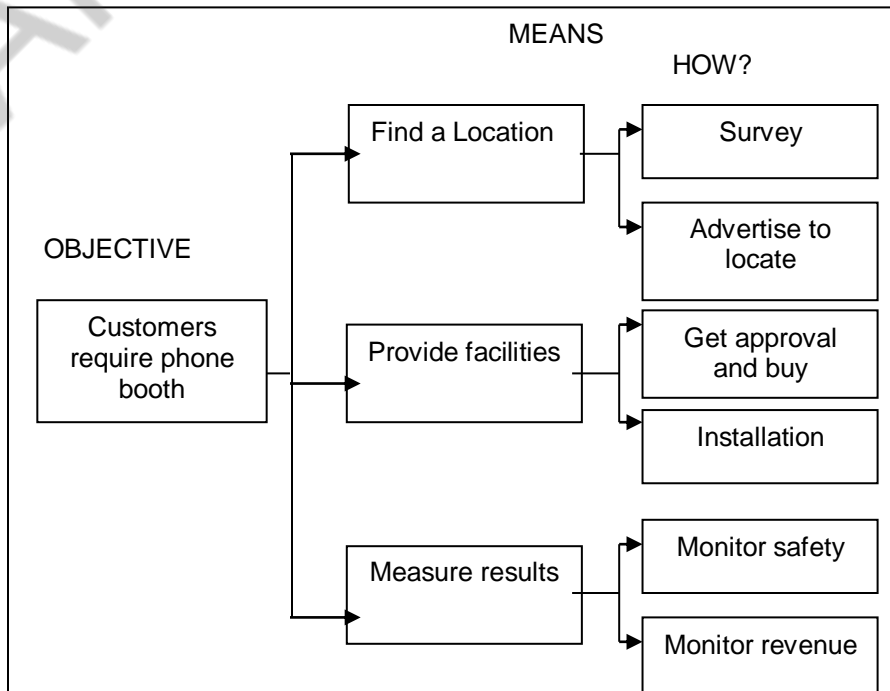 MEANS
HOW?
Find a Location
Survey
Advertise to
locate
OBJECTIVE
Customers
require phone
booth
Provide facilities
Get approval
and buy
Installation
Measure results
Monitor safety
Monitor revenue